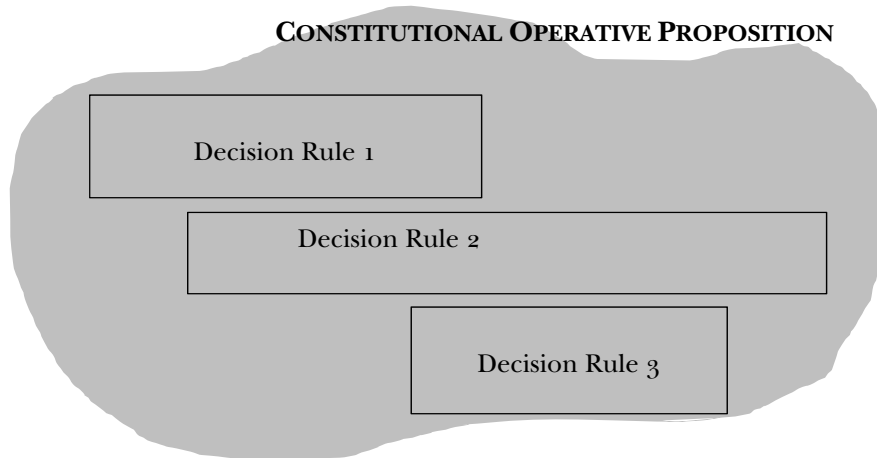 CONSTITUTIONAL OPERATIVE PROPOSITION
Decision Rule 1
Decision Rule 2
Decision Rule 3